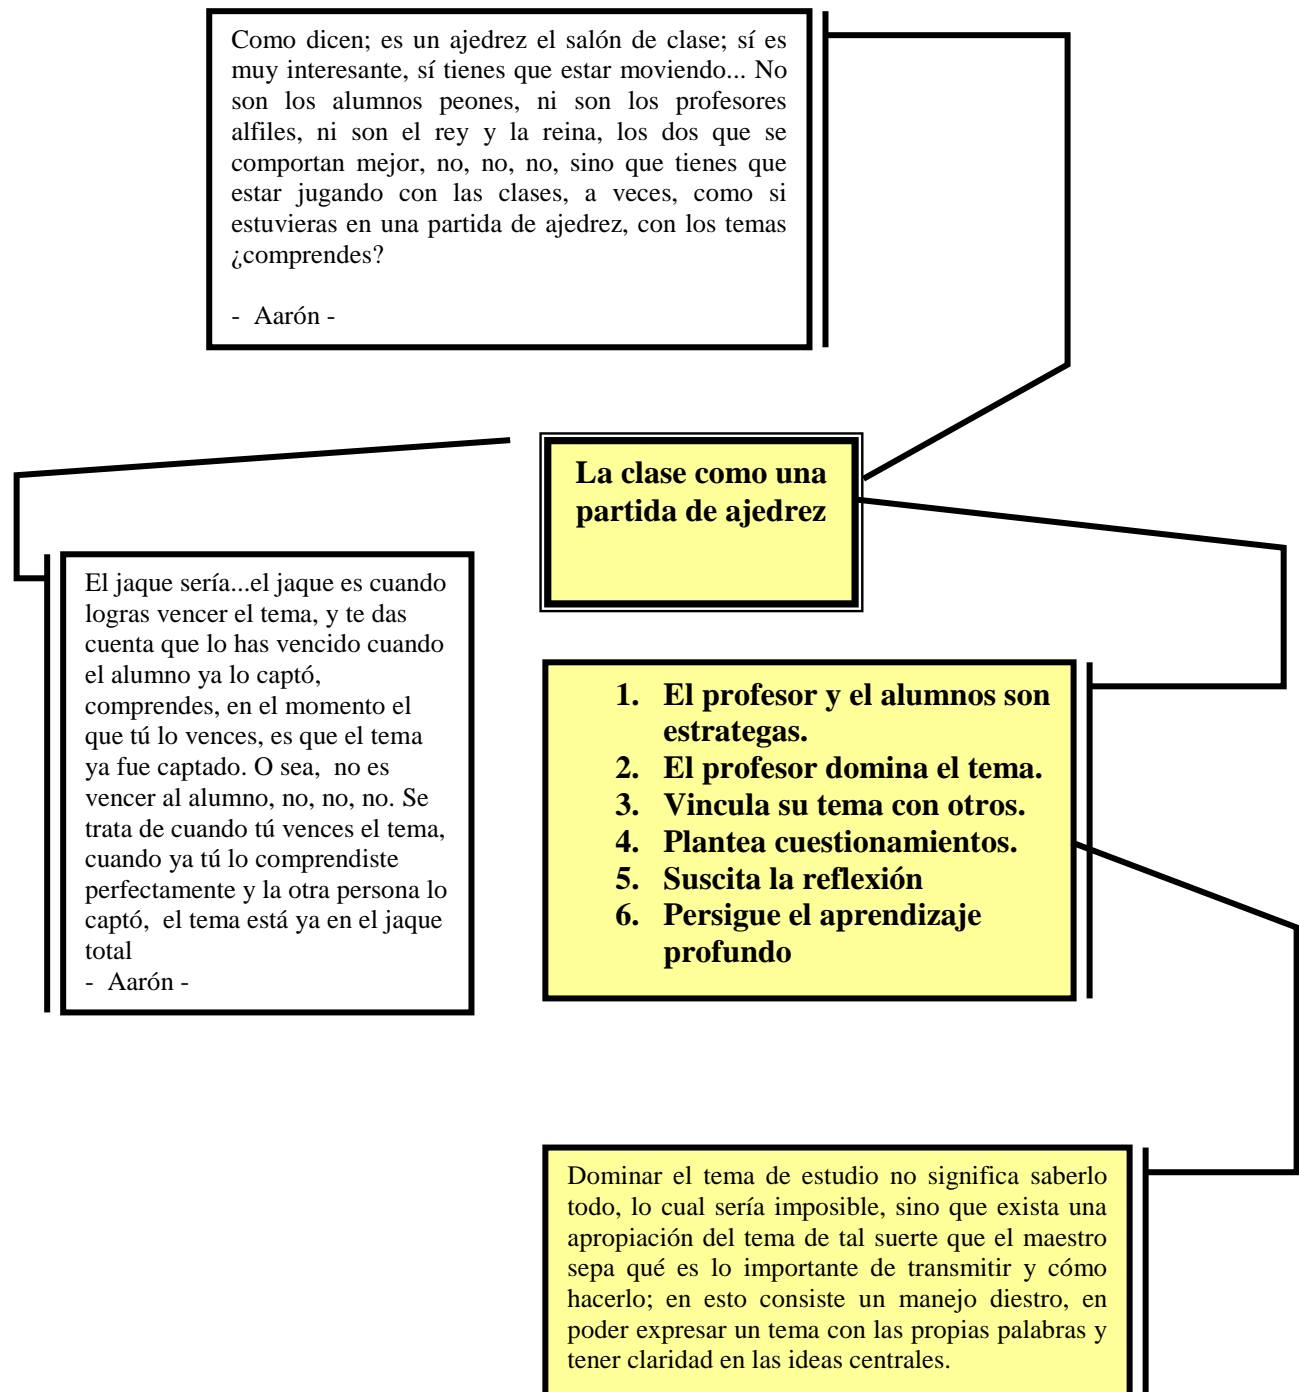 Como dicen; es un ajedrez el salón de clase; sí es
muy interesante, sí tienes que estar moviendo... No
son los alumnos peones, ni son los profesores
alfiles, ni son el rey y la reina, los dos que se
comportan mejor, no, no, no, sino que tienes que
estar jugando con las clases, a veces, como si
estuvieras en una partida de ajedrez, con los temas
¿comprendes?
- Aarón -
La clase como una
partida de ajedrez
El jaque sería...el jaque es cuando
logras vencer el tema, y te das
cuenta que lo has vencido cuando
el alumno ya lo captó,
comprendes, en el momento el
que tú lo vences, es que el tema
ya fue captado. O sea, no es
vencer al alumno, no, no, no. Se
trata de cuando tú vences el tema,
cuando ya tú lo comprendiste
perfectamente y la otra persona lo
captó, el tema está ya en el jaque
total
- Aarón -
1. El profesor y el alumnos son
estrategas.
2. El profesor domina el tema.
3. Vincula su tema con otros.
4. Plantea cuestionamientos.
5. Suscita la reflexión
6. Persigue el aprendizaje
profundo
Dominar el tema de estudio no significa saberlo
todo, lo cual sería imposible, sino que exista una
apropiación del tema de tal suerte que el maestro
sepa qué es lo importante de transmitir y cómo
hacerlo; en esto consiste un manejo diestro, en
poder expresar un tema con las propias palabras y
tener claridad en las ideas centrales.